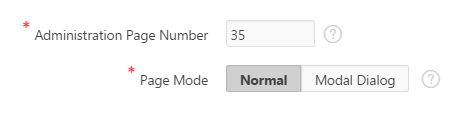 * Administration Page Number 35 ?
* Page Mode Normal Modal Dialog ?